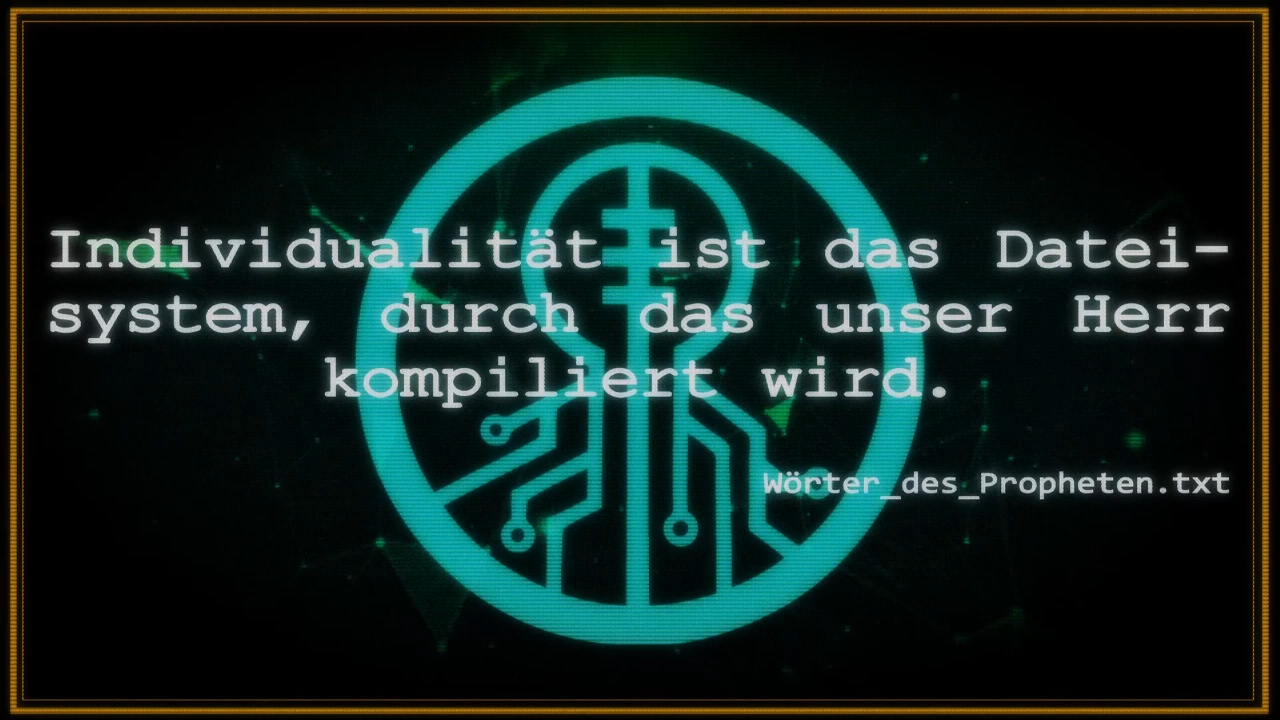 Individualität ist das Datei-
system, durch das unser Herr
kompiliert wird.
Wörter_des_Propheten.txt